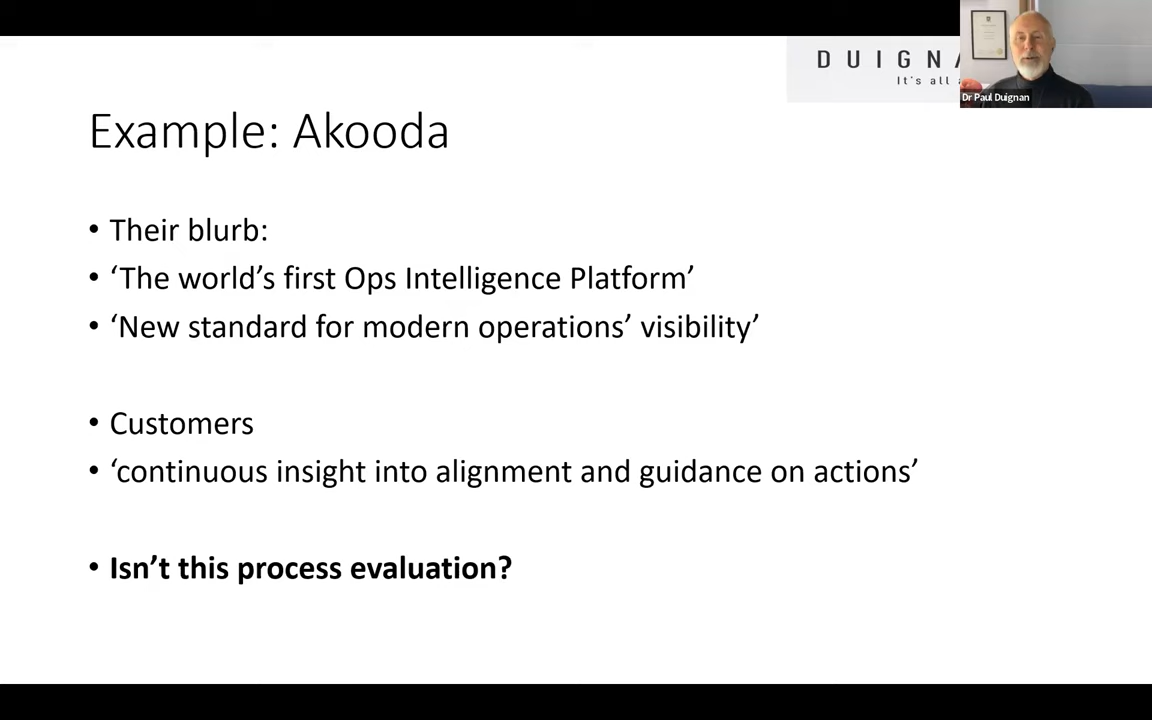 DUIGNA
It's all
Dr Paul Duignan
Example: Akooda
• Their blurb:
• ‘The world’s first Ops Intelligence Platform’
• ‘New standard for modern operations’ visibility’
• Customers
• ‘continuous insight into alignment and guidance on actions’
• Isn’t this process evaluation?